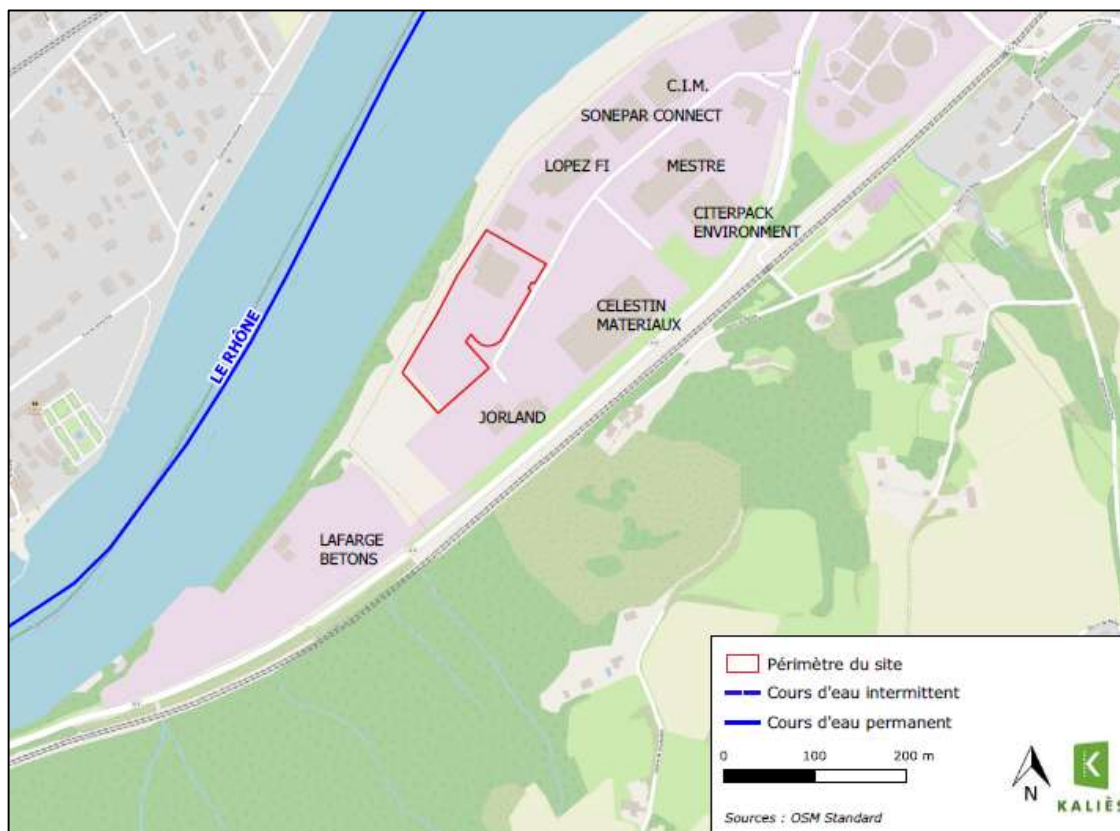 C.I.M.
SONEPAR CONNECT
LOPEZ FI
MESTRE
CITERPACK
ENVIRONMENT
CELESTIN
MATERIAUX
LE RHÔNE
JORLAND
LAFARGE
BETONS
Périmètre du site
Cours d'eau intermittent
Cours d'eau permanent
0 100 200 m
Sources : OSM Standard
N
K
KALIÈS